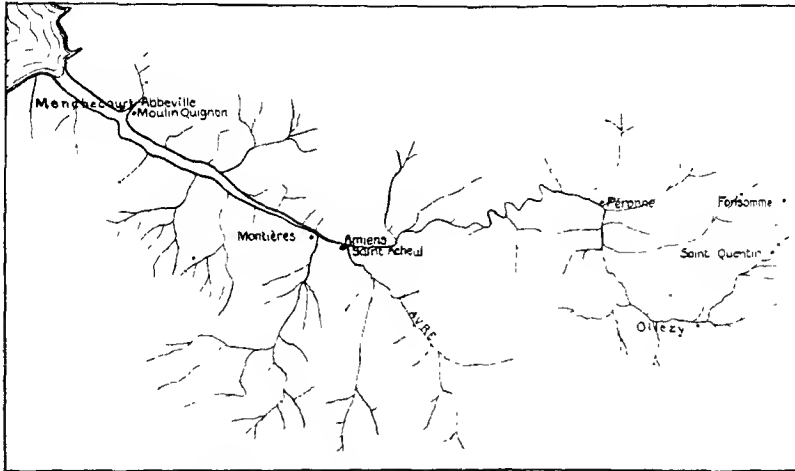 Menchecourt
Abbeville
Moulin Quignon
Montières
Amiens
Saint Acheul
AVRE
Péronne
Fonsomme
Saint Quentin
Ollezy